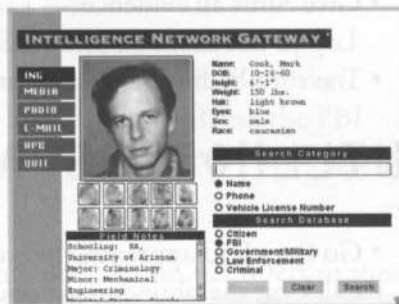 INTELLIGENCE NETWORK GATEWAY
ING
MEDIA
PHOTO
E-MAIL
QUIT
Name: Cook, Mark
DOB: 10-26-60
Height: 6'-1"
Weight: 150 lbs.
Hair: light brown
Eyes: blue
Sex: male
Race: caucasian
Search Category
Name
Phone
Vehicle License Number
Search Database
Citizen
FBI
Government/Military
Law Enforcement
Criminal
Clear
Search
Field Notes
Schooling: BA,
University of Arizona
Major: Criminology
Minor: Mechanical
Engineering